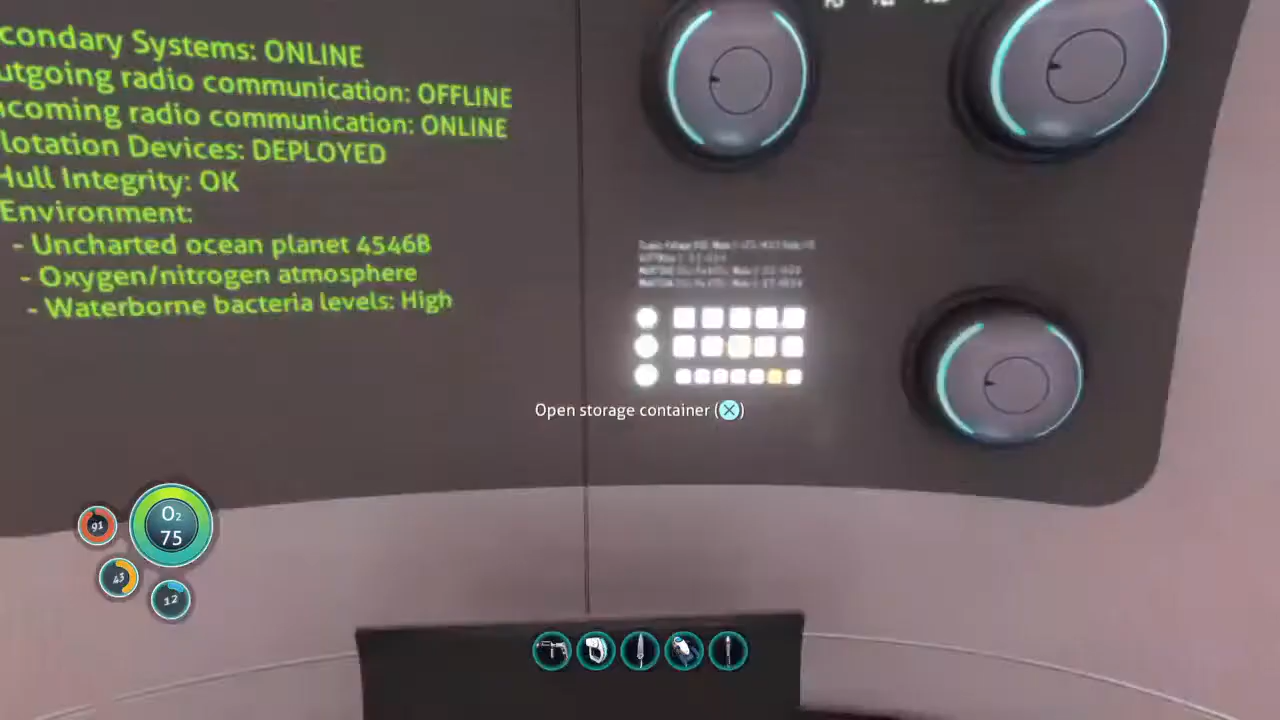 condary Systems: ONLINE
utgoing radio communication: OFFLINE
ncoming radio communication: ONLINE
lotation Devices: DEPLOYED
Hull Integrity: OK
Environment:
- Uncharted ocean planet 4546B
- Oxygen/nitrogen atmosphere
- Waterborne bacteria levels: High
Open storage container (X)
91
O₂
75
43
12